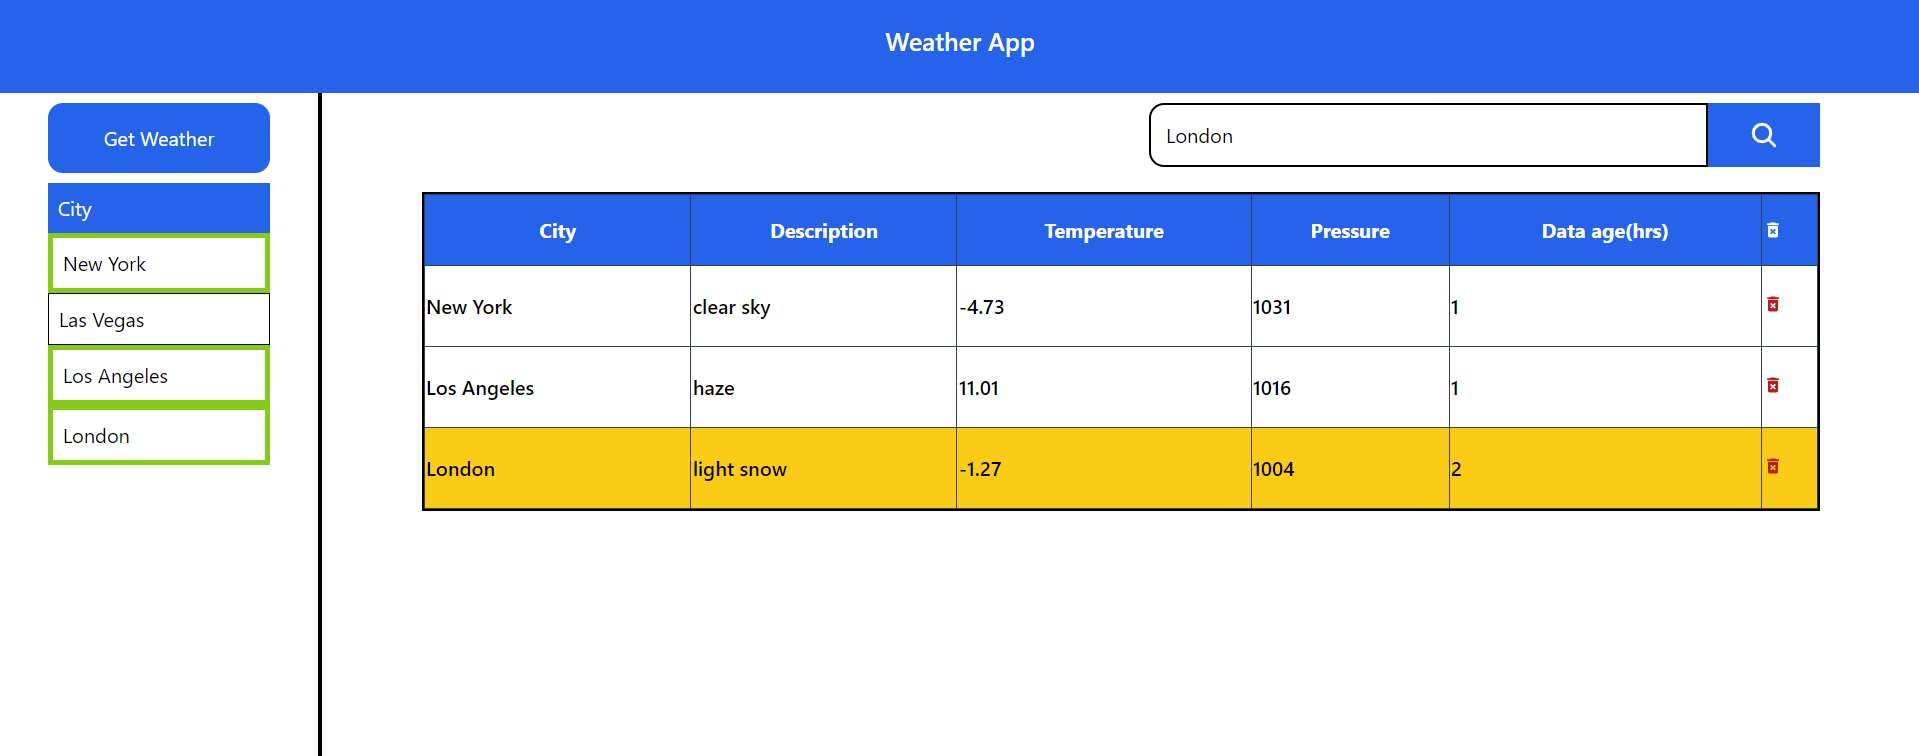 Weather App
Get Weather
City
New York
Las Vegas
Los Angeles
London
London
City Description Temperature Pressure Data age(hrs)
New York clear sky -4.73 1031 1
Los Angeles haze 11.01 1016 1
London light snow -1.27 1004 2